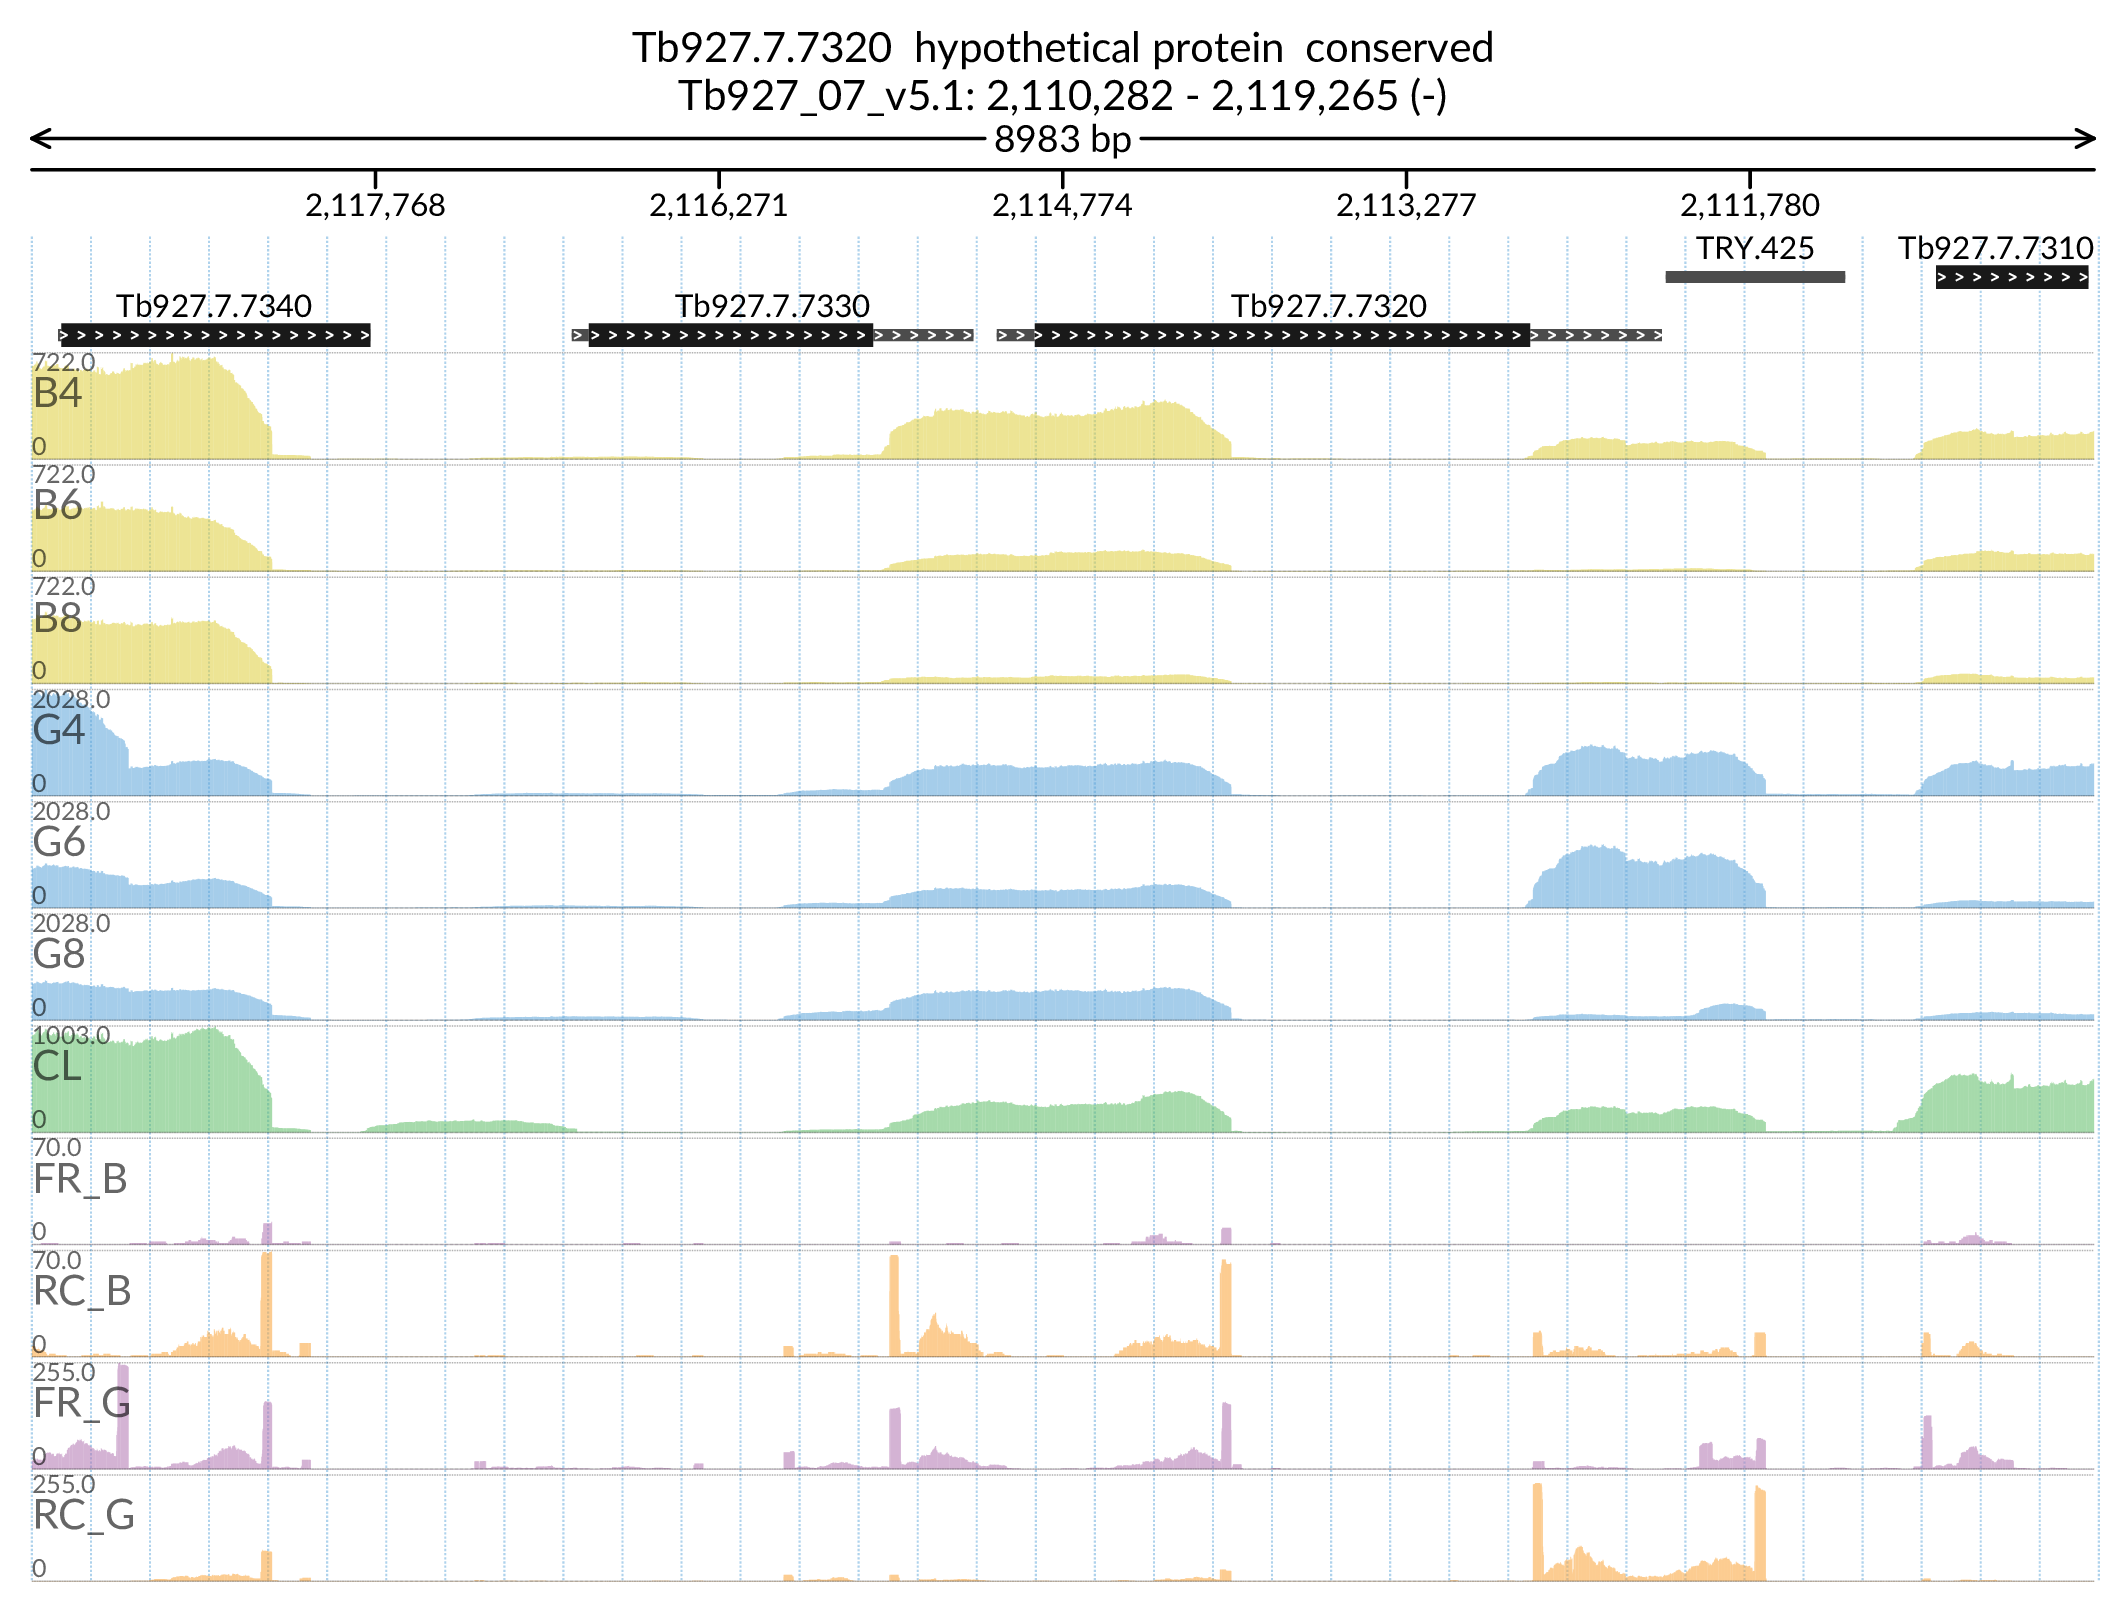 Tb927.7.7320 hypothetical protein conserved
Tb927_07_v5.1: 2,110,282 - 2,119,265 (-)
8983 bp
2,117,768 2,116,271 2,114,774 2,113,277 2,111,780
TRY.425 Tb927.7.7310
Tb927.7.7340 Tb927.7.7330 Tb927.7.7320
722.0
B4
0
722.0
B6
0
722.0
B8
0
2028.0
G4
0
2028.0
G6
0
2028.0
G8
0
1003.0
CL
0
70.0
FR_B
0
70.0
RC_B
0
255.0
FR_G
0
255.0
RC_G
0